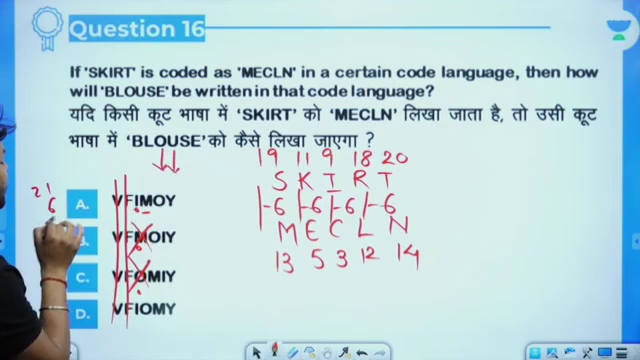 Question 16
If 'SKIRT' is coded as 'MECLN' in a certain code language, then how
will 'BLOUSE' be written in that code language?
यदि किसी कूट भाषा में ‘SKIRT’ को ‘MECLN’ लिखा जाता है, तो उसी कूट
भाषा में ‘BLOUSE’ को कैसे लिखा जाएगा ?
19 11 9 18 20
S K I R T
-6 -6 -6 -6
M E C L N
13 5 3 12 14
21
6
A. VFIMOY
B. VFMOIY
C. VFOMIY
D. VFIOMY